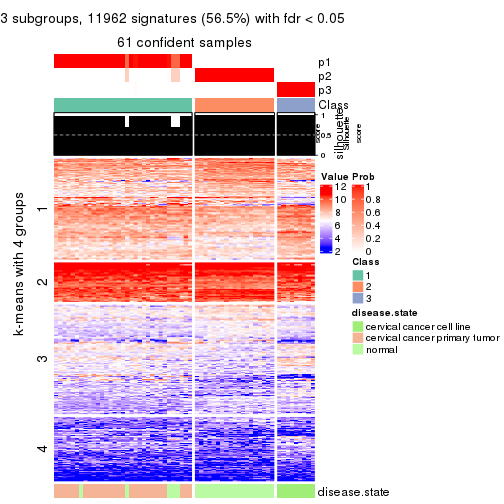 3 subgroups, 11962 signatures (56.5%) with fdr < 0.05
61 confident samples
p1
p2
p3
Class
1
0.5
0
silhouette
score
Silhouette
score
k-means with 4 groups
1
2
3
4
Value
12
10
8
6
4
2
Prob
1
0.8
0.6
0.4
0.2
0
Class
1
2
3
disease.state
cervical cancer cell line
cervical cancer primary tumor
normal
disease.state